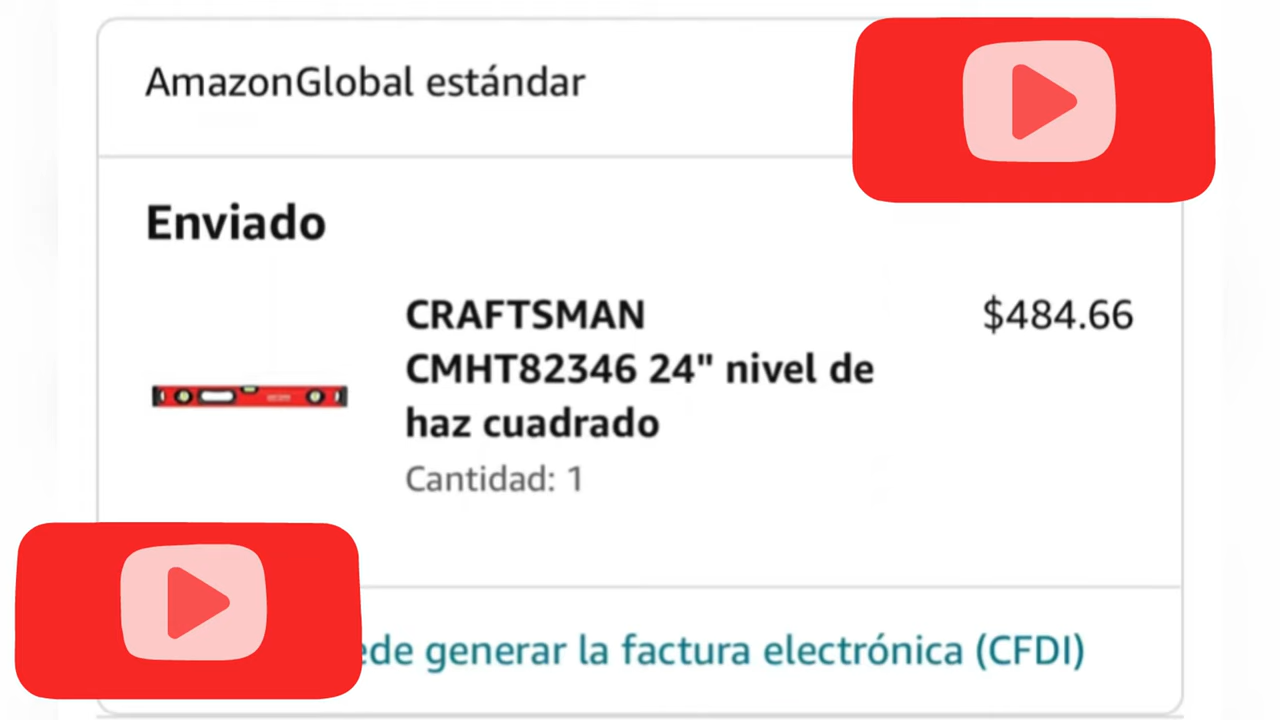 AmazonGlobal estándar
Enviado
CRAFTSMAN
$484.66
CMHT82346 24" nivel de
haz cuadrado
Cantidad: 1
generar la factura electrónica (CFDI)